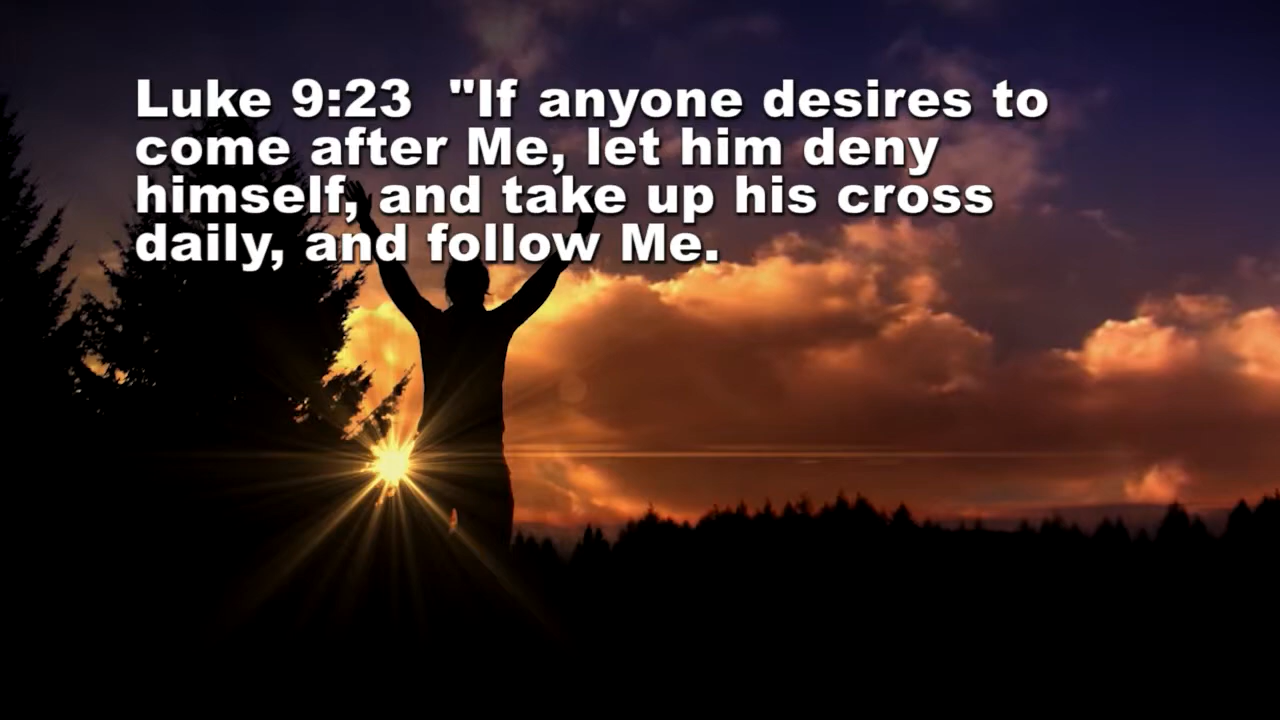 Luke 9:23  "If anyone desires to
come after Me, let him deny
himself, and take up his cross
daily, and follow Me.